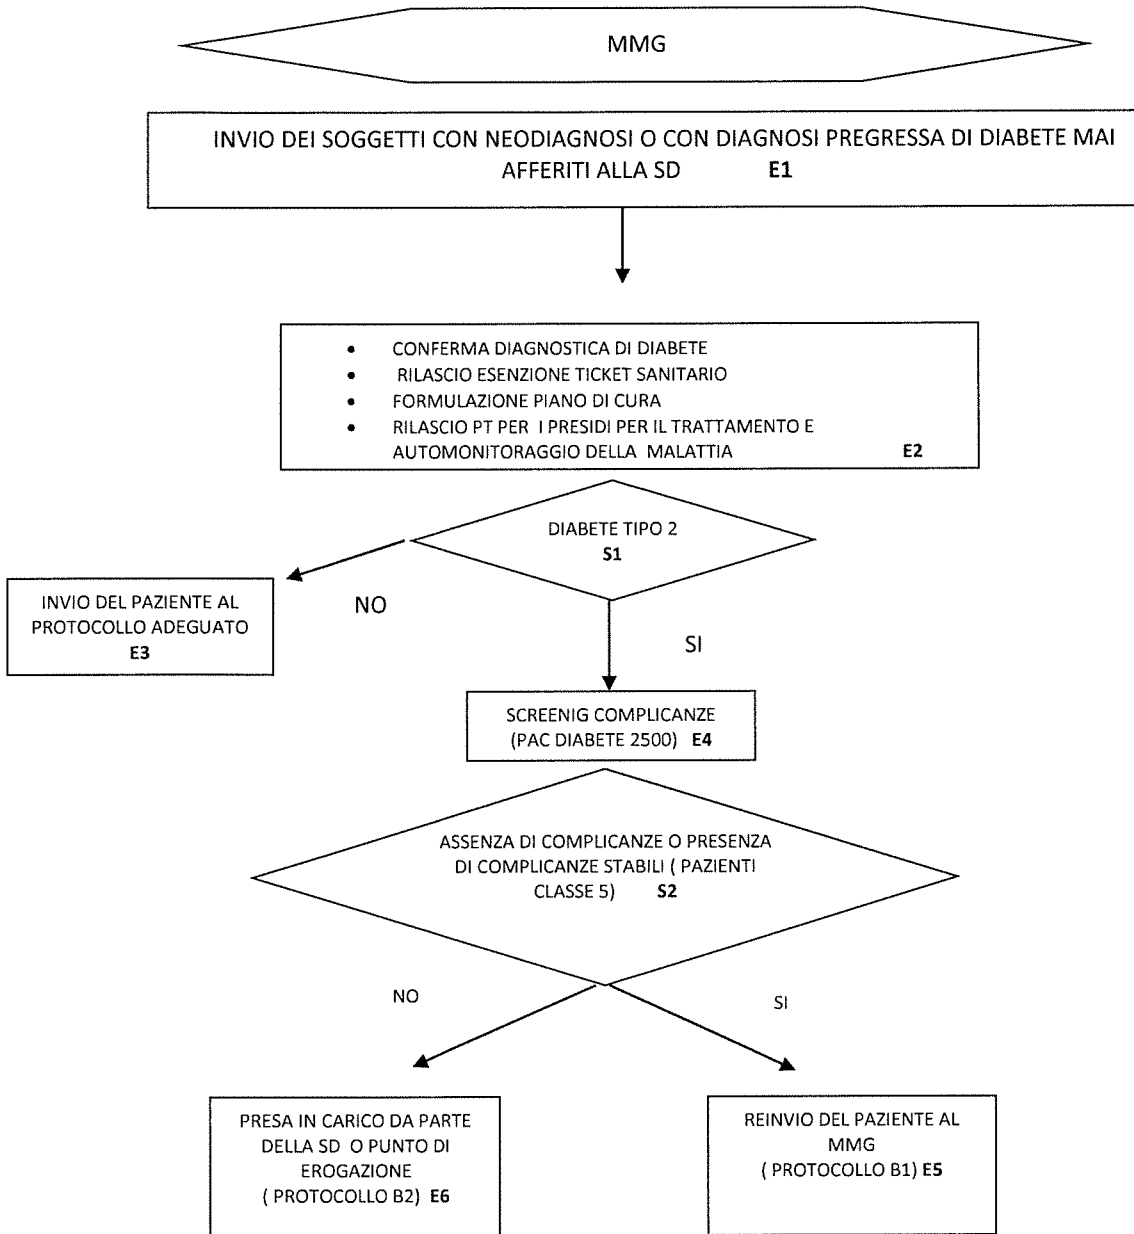 MMG
INVIO DEI SOGGETTI CON NEODIAGNOSI O CON DIAGNOSI PREGRESSA DI DIABETE MAI
AFFERITI ALLA SD E1
• CONFERMA DIAGNOSTICA DI DIABETE
• RILASCIO ESENZIONE TICKET SANITARIO
• FORMULAZIONE PIANO DI CURA
• RILASCIO PT PER I PRESIDI PER IL TRATTAMENTO E
AUTOMONITORAGGIO DELLA MALATTIA E2
DIABETE TIPO 2
S1
NO
INVIO DEL PAZIENTE AL
PROTOCOLLO ADEGUATO
E3
SI
SCREENIG COMPLICANZE
(PAC DIABETE 2500) E4
ASSENZA DI COMPLICANZE O PRESENZA
DI COMPLICANZE STABILI ( PAZIENTI
CLASSE 5) S2
NO
SI
PRESA IN CARICO DA PARTE
DELLA SD O PUNTO DI
EROGAZIONE
( PROTOCOLLO B2) E6
REINVIO DEL PAZIENTE AL
MMG
( PROTOCOLLO B1) E5